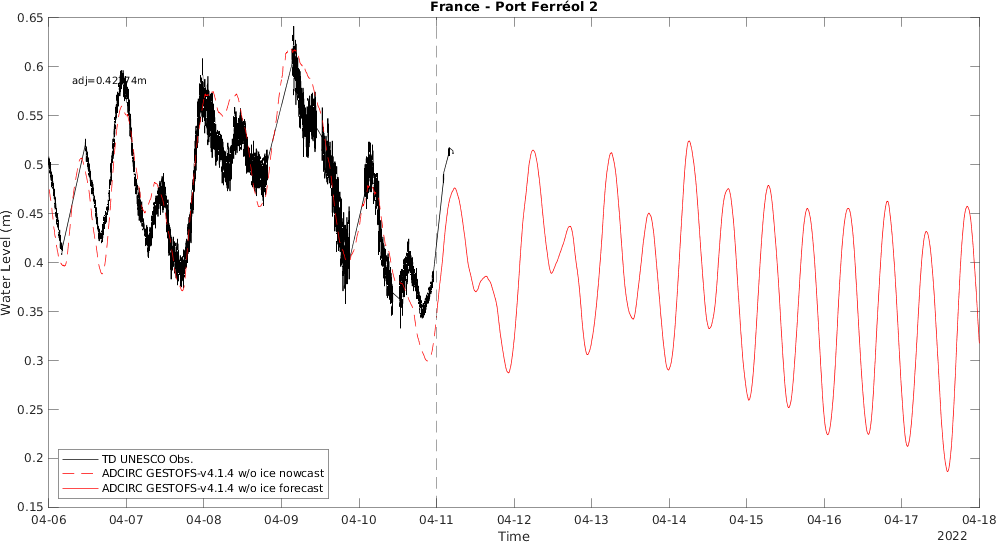 France - Port Ferréol 2
0.65
0.6
0.55
0.5
0.45
0.4
0.35
0.3
0.25
0.2
0.15
Water Level (m)
TD UNESCO Obs.
ADCIRC GESTOFS-v4.1.4 w/o ice nowcast
ADCIRC GESTOFS-v4.1.4 w/o ice forecast
04-06 04-07 04-08 04-09 04-10 04-11 04-12 04-13 04-14 04-15 04-16 04-17 04-18
Time
2022